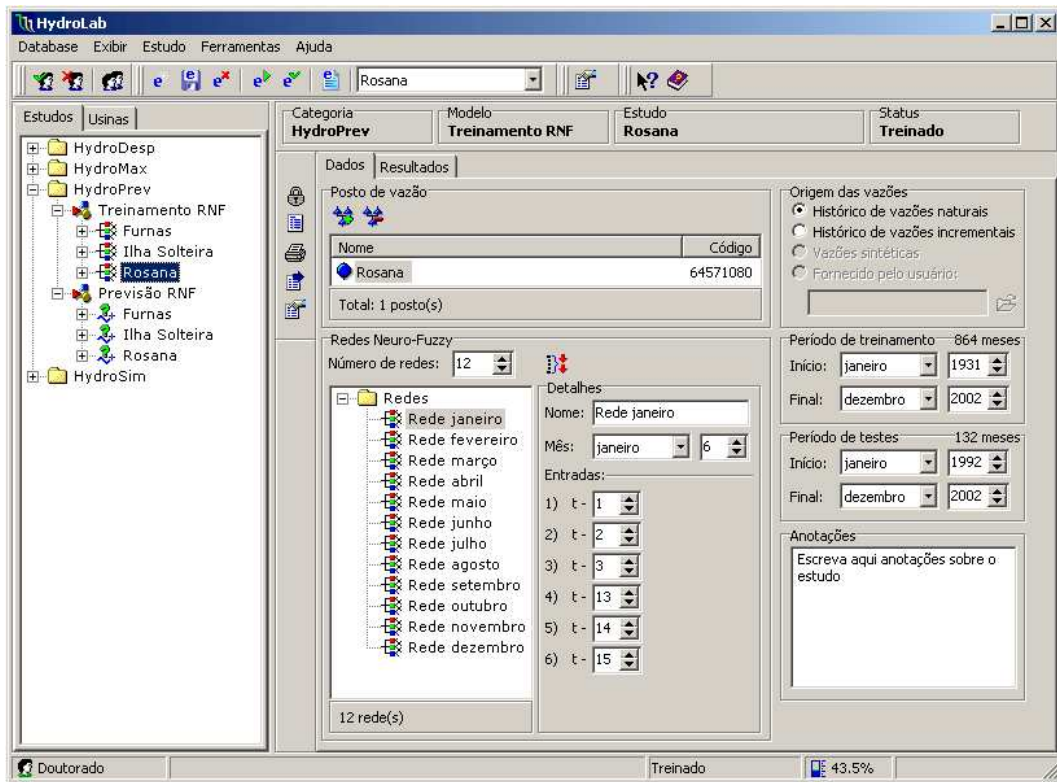 HydroLab
Database Exibir Estudo Ferramentas Ajuda
Rosana
Estudos Usinas
HydroDesp
HydroMax
HydroPrev
Treinamento RNF
Furnas
Ilha Solteira
Rosana
Previsão RNF
Furnas
Ilha Solteira
Rosana
HydroSim
Categoria
HydroPrev
Modelo
Treinamento RNF
Estudo
Rosana
Status
Treinado
Dados Resultados
Posto de vazão
Nome Código
Rosana 64571080
Total: 1 posto(s)
Redes Neuro-Fuzzy
Número de redes: 12
Redes
Rede janeiro
Rede fevereiro
Rede março
Rede abril
Rede maio
Rede junho
Rede julho
Rede agosto
Rede setembro
Rede outubro
Rede novembro
Rede dezembro
12 rede(s)
Detalhes
Nome: Rede janeiro
Mês: janeiro 6
Entradas:
1) t - 1
2) t - 2
3) t - 3
4) t - 13
5) t - 14
6) t - 15
Origem das vazões
Histórico de vazões naturais
Histórico de vazões incrementais
Vazões sintéticas
Fornecido pelo usuário:
Período de treinamento 864 meses
Início: janeiro 1931
Final: dezembro 2002
Período de testes 132 meses
Início: janeiro 1992
Final: dezembro 2002
Anotações
Escreva aqui anotações sobre o
estudo
Doutorado Treinado 43.5%